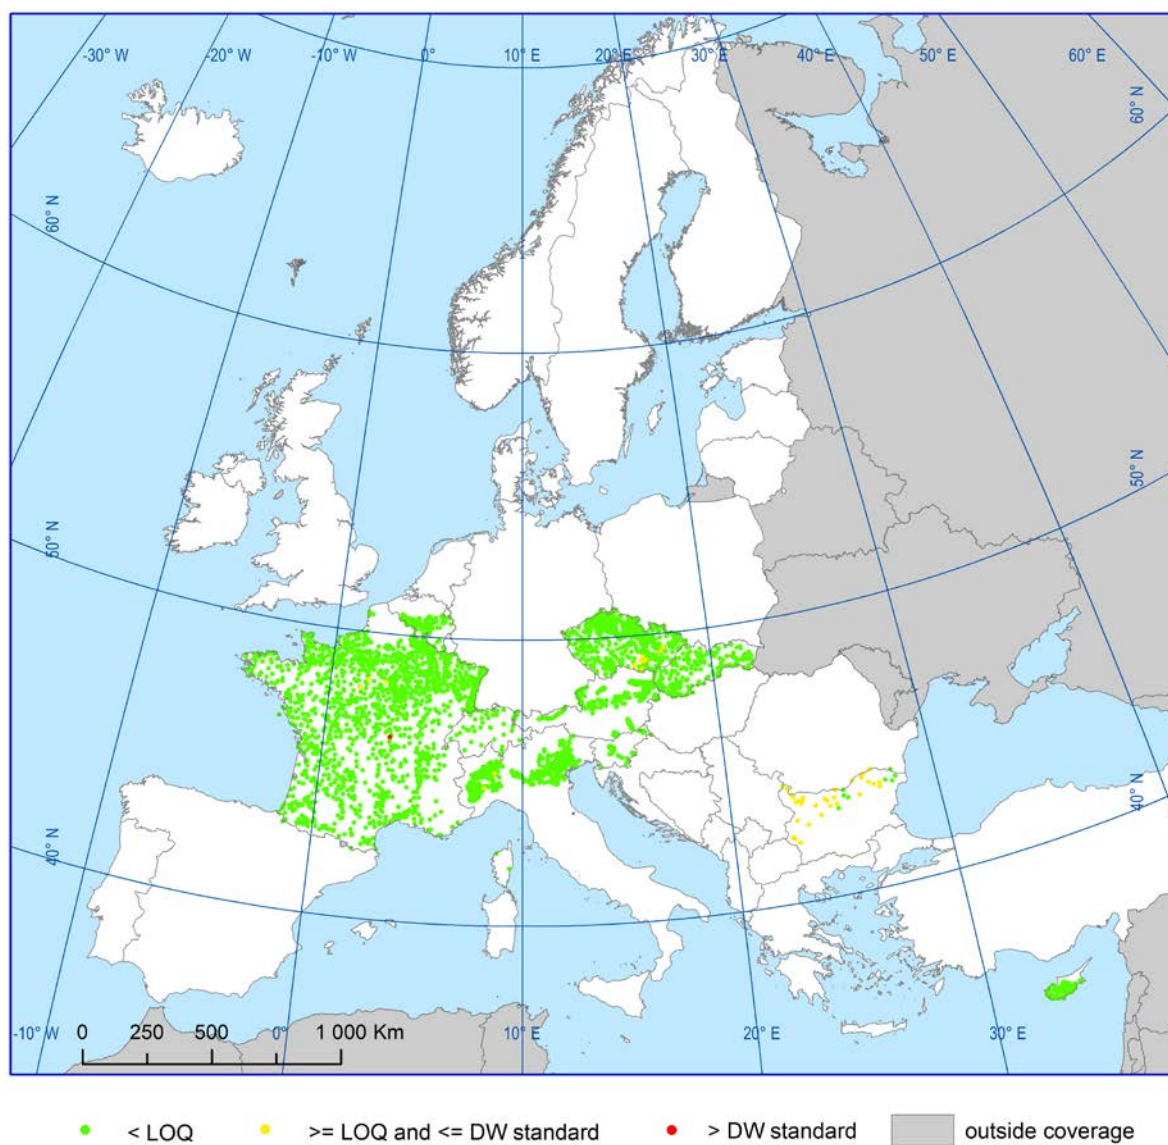 -30° W -20° W -10° W 0° 10° E 20° E 30° E 40° E 50° E 60° E
60° N 60° N
50° N 50° N
40° N 40° N
0 250 500 1 000 Km
-10° W 0° 10° E 20° E 30° E
< LOQ >= LOQ and <= DW standard > DW standard outside coverage